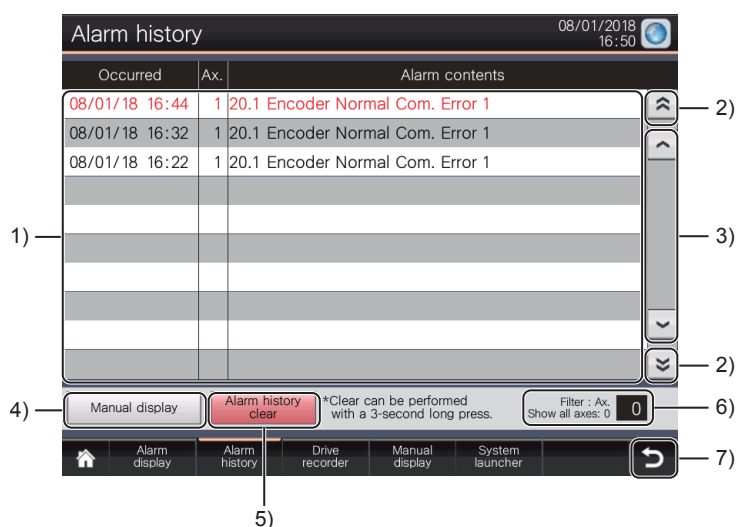 Alarm history
08/01/2018
16:50
Occurred Ax. Alarm contents
08/01/18 16:44 1 20.1 Encoder Normal Com. Error 1
08/01/18 16:32 1 20.1 Encoder Normal Com. Error 1
08/01/18 16:22 1 20.1 Encoder Normal Com. Error 1
1)
2)
3)
2)
4)
Manual display
Alarm history
clear
*Clear can be performed
with a 3-second long press.
Filter : Ax.
Show all axes: 0
0
6)
Alarm
display
Alarm
history
Drive
recorder
Manual
display
System
launcher
7)
5)